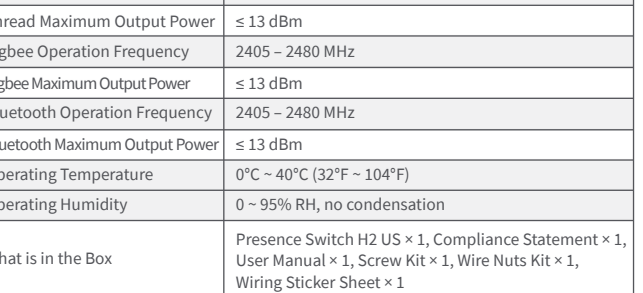 hread Maximum Output Power ≤ 13 dBm
gbee Operation Frequency 2405 – 2480 MHz
gbee Maximum Output Power ≤ 13 dBm
uetooth Operation Frequency 2405 – 2480 MHz
uetooth Maximum Output Power ≤ 13 dBm
perating Temperature 0°C ~ 40°C (32°F ~ 104°F)
perating Humidity 0 ~ 95% RH, no condensation
hat is in the Box
Presence Switch H2 US × 1, Compliance Statement × 1,
User Manual × 1, Screw Kit × 1, Wire Nuts Kit × 1,
Wiring Sticker Sheet × 1